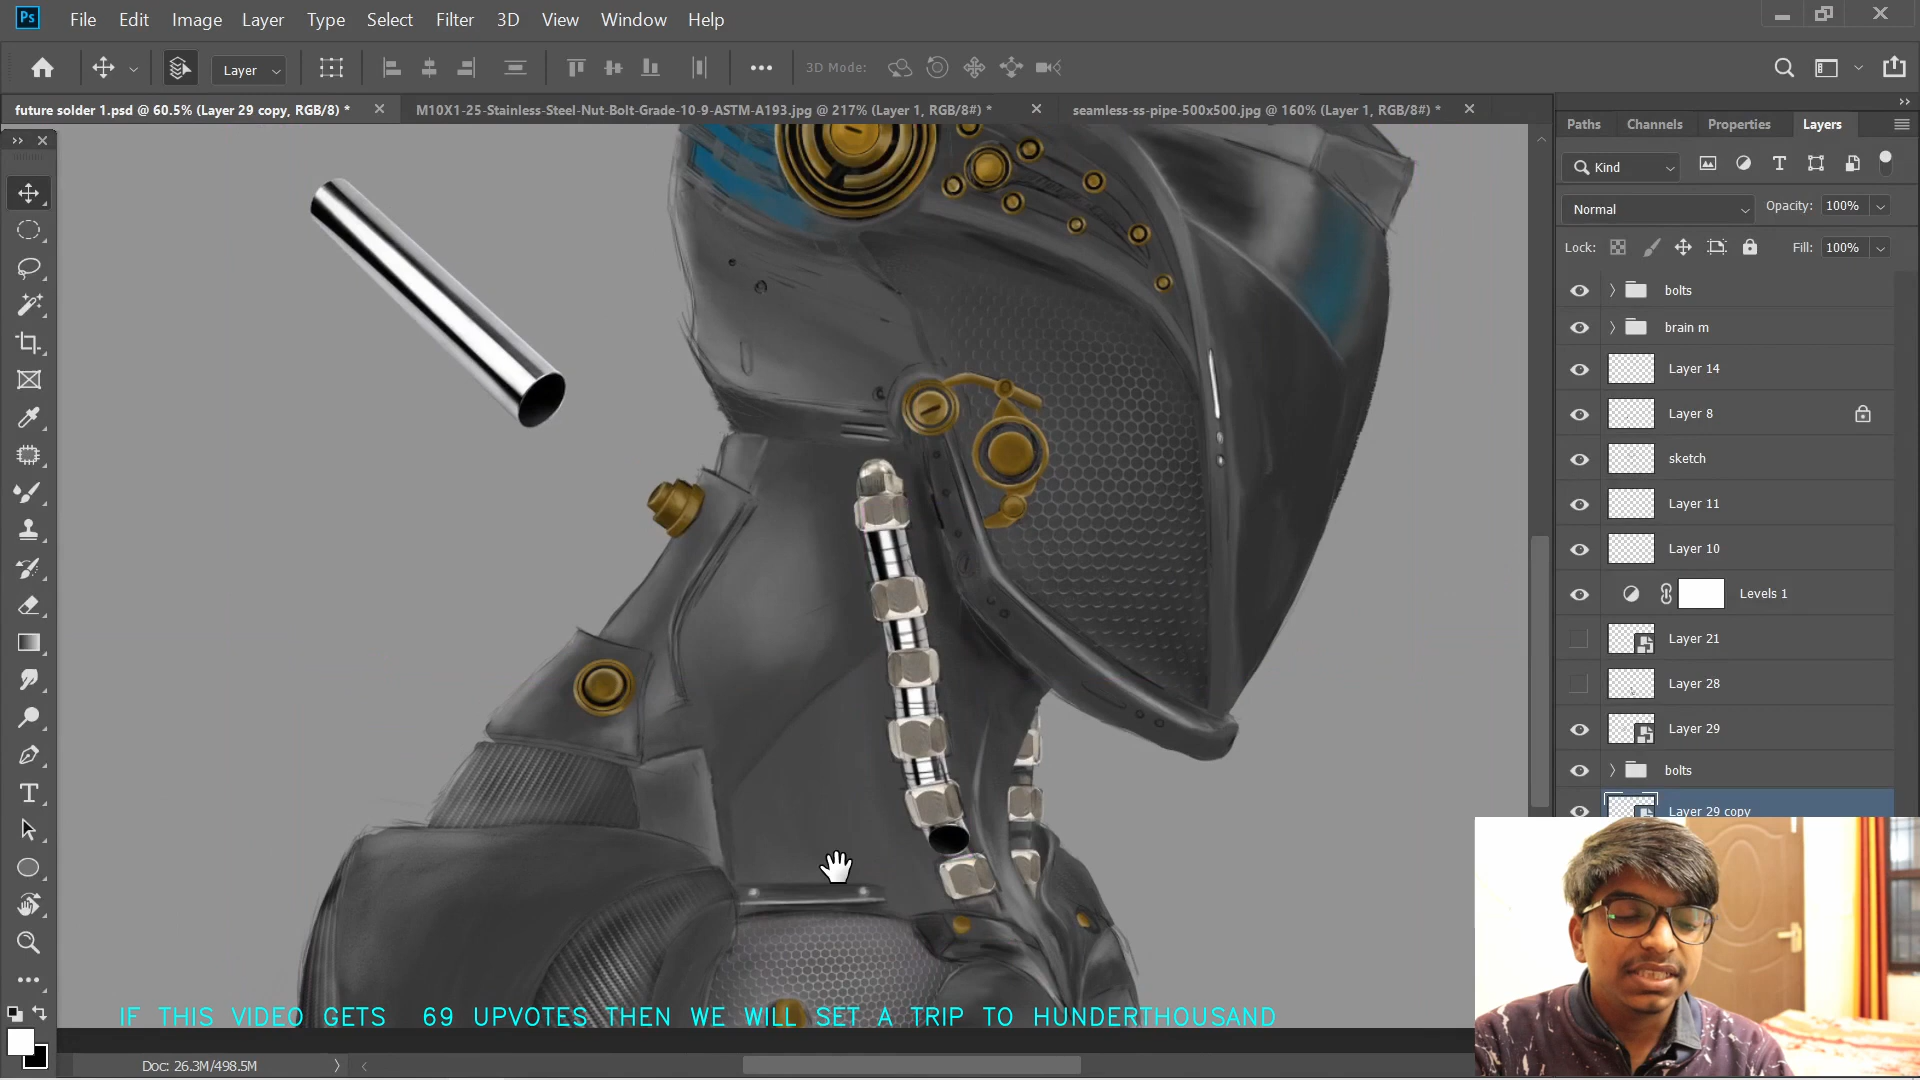 Ps File Edit Image Layer Type Select Filter 3D View Window Help
Layer 3D Mode:
future solder 1.psd @ 60.5% (Layer 29 copy, RGB/8) *
M10X1-25-Stainless-Steel-Nut-Bolt-Grade-10-9-ASTM-A193.jpg @ 217% (Layer 1, RGB/8#) *
seamless-ss-pipe-500x500.jpg @ 160% (Layer 1, RGB/8#) *
Paths Channels Properties Layers
Kind
Normal Opacity: 100%
Lock: Fill: 100%
bolts
brain m
Layer 14
Layer 8
sketch
Layer 11
Layer 10
Levels 1
Layer 21
Layer 28
Layer 29
bolts
Layer 29 copy
IF THIS VIDEO GETS 69 UPVOTES THEN WE WILL SET A TRIP TO HUNDERTHOUSAND
Doc: 26.3M/498.5M